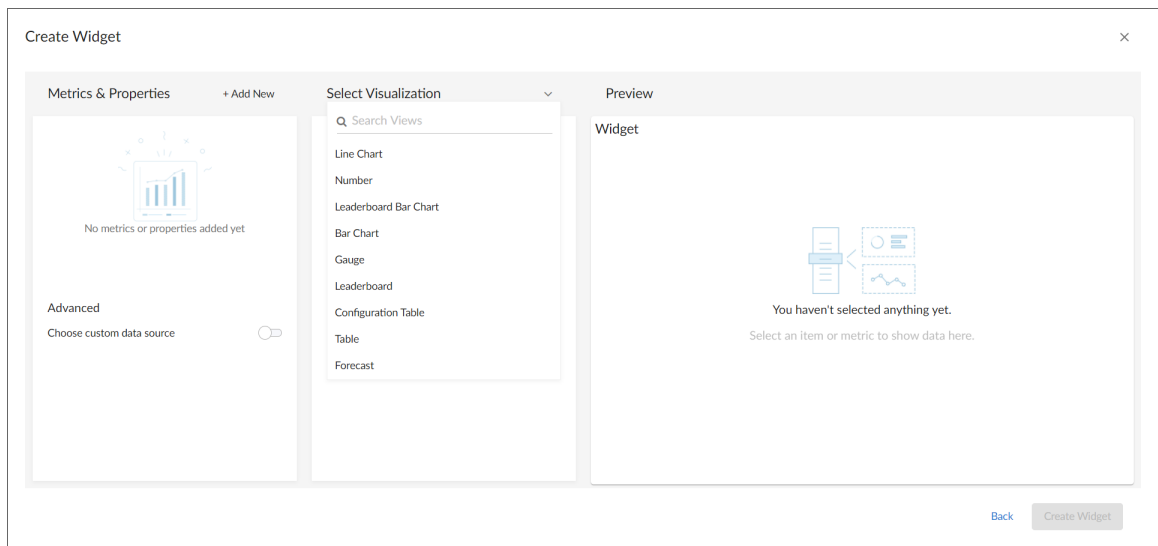 Create Widget
Metrics & Properties
+ Add New
Select Visualization
Preview
No metrics or properties added yet
Advanced
Choose custom data source
Search Views
Line Chart
Number
Leaderboard Bar Chart
Bar Chart
Gauge
Leaderboard
Configuration Table
Table
Forecast
Widget
You haven't selected anything yet.
Select an item or metric to show data here.
Back
Create Widget